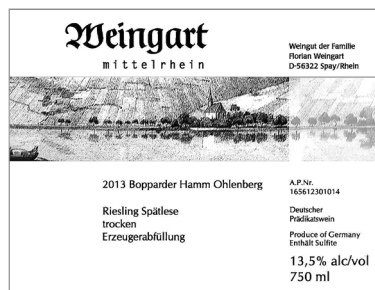 Weingart
mittelrhein
Weingut der Familie
Florian Weingart
D-56322 Spay/Rhein
2013 Bopparder Hamm Ohlenberg
Riesling Spätlese
trocken
Erzeugerabfüllung
A.P.Nr.
165612301014
Deutscher
Prädikatswein
Produce of Germany
Enthält Sulfite
13,5% alc/vol
750 ml